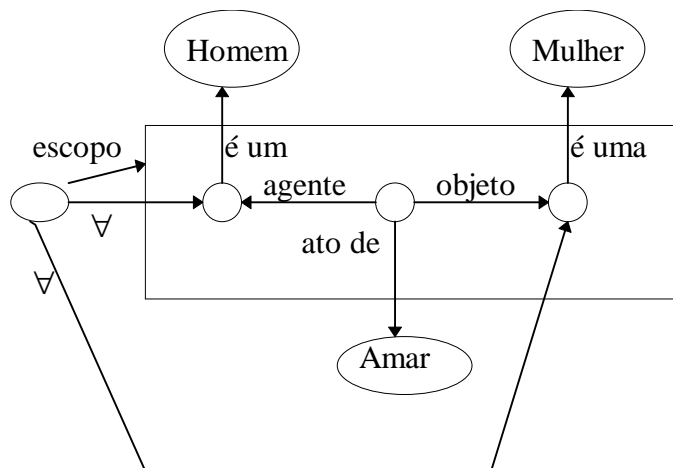 Homem
Mulher
escopo
é um
é uma
agente
objeto
∀
ato de
∀
Amar